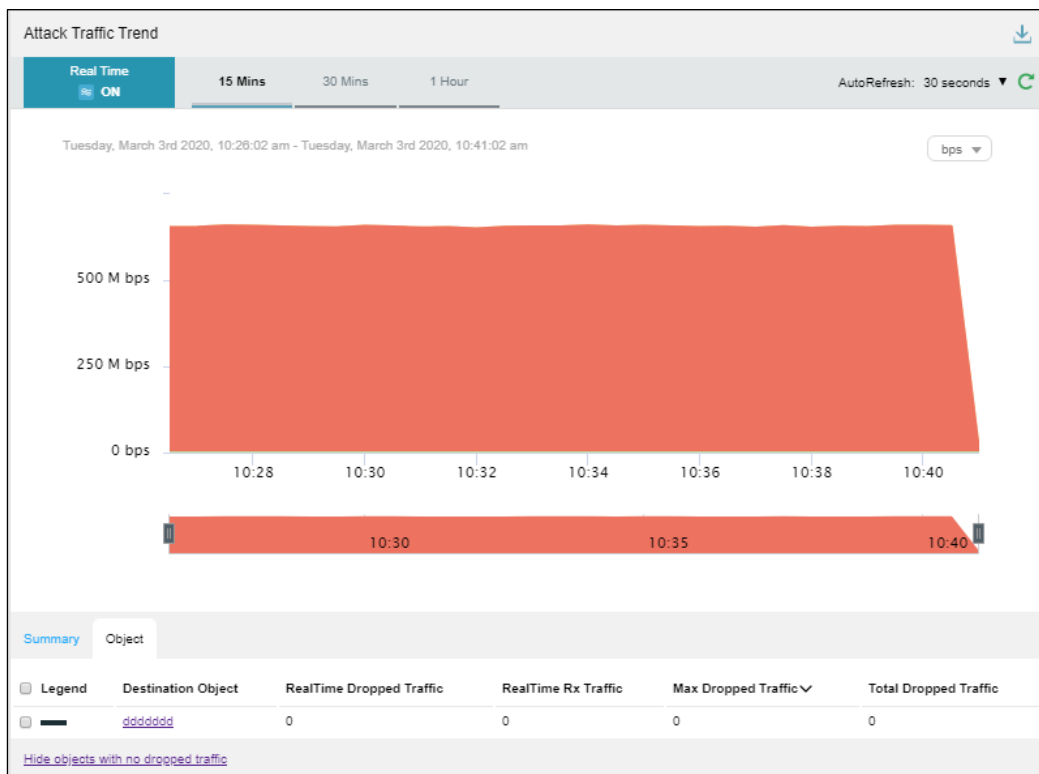 Attack Traffic Trend
Real Time
ON
15 Mins
30 Mins
1 Hour
AutoRefresh: 30 seconds
Tuesday, March 3rd 2020, 10:26:02 am - Tuesday, March 3rd 2020, 10:41:02 am
bps
500 M bps
250 M bps
0 bps
10:28 10:30 10:32 10:34 10:36 10:38 10:40
10:30 10:35 10:40
Summary Object
Legend Destination Object RealTime Dropped Traffic RealTime Rx Traffic Max Dropped Traffic Total Dropped Traffic
ddddddd 0 0 0 0
Hide objects with no dropped traffic